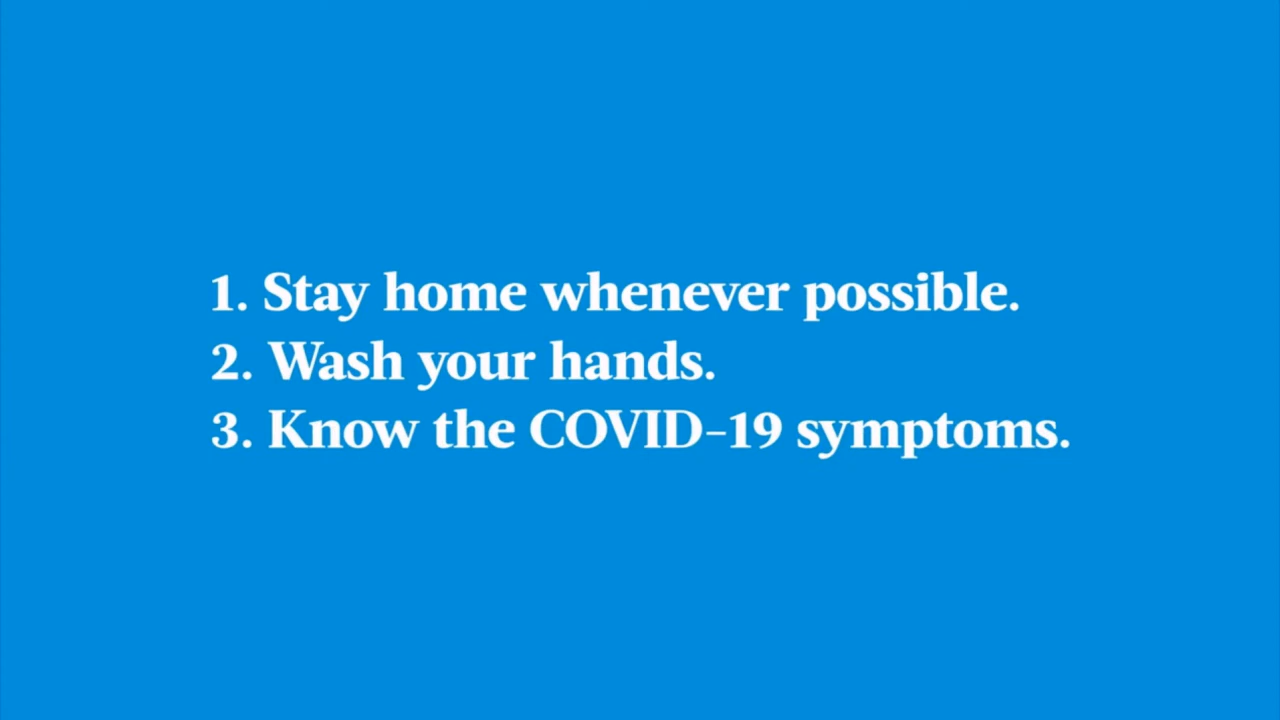 1. Stay home whenever possible.
2. Wash your hands.
3. Know the COVID-19 symptoms.